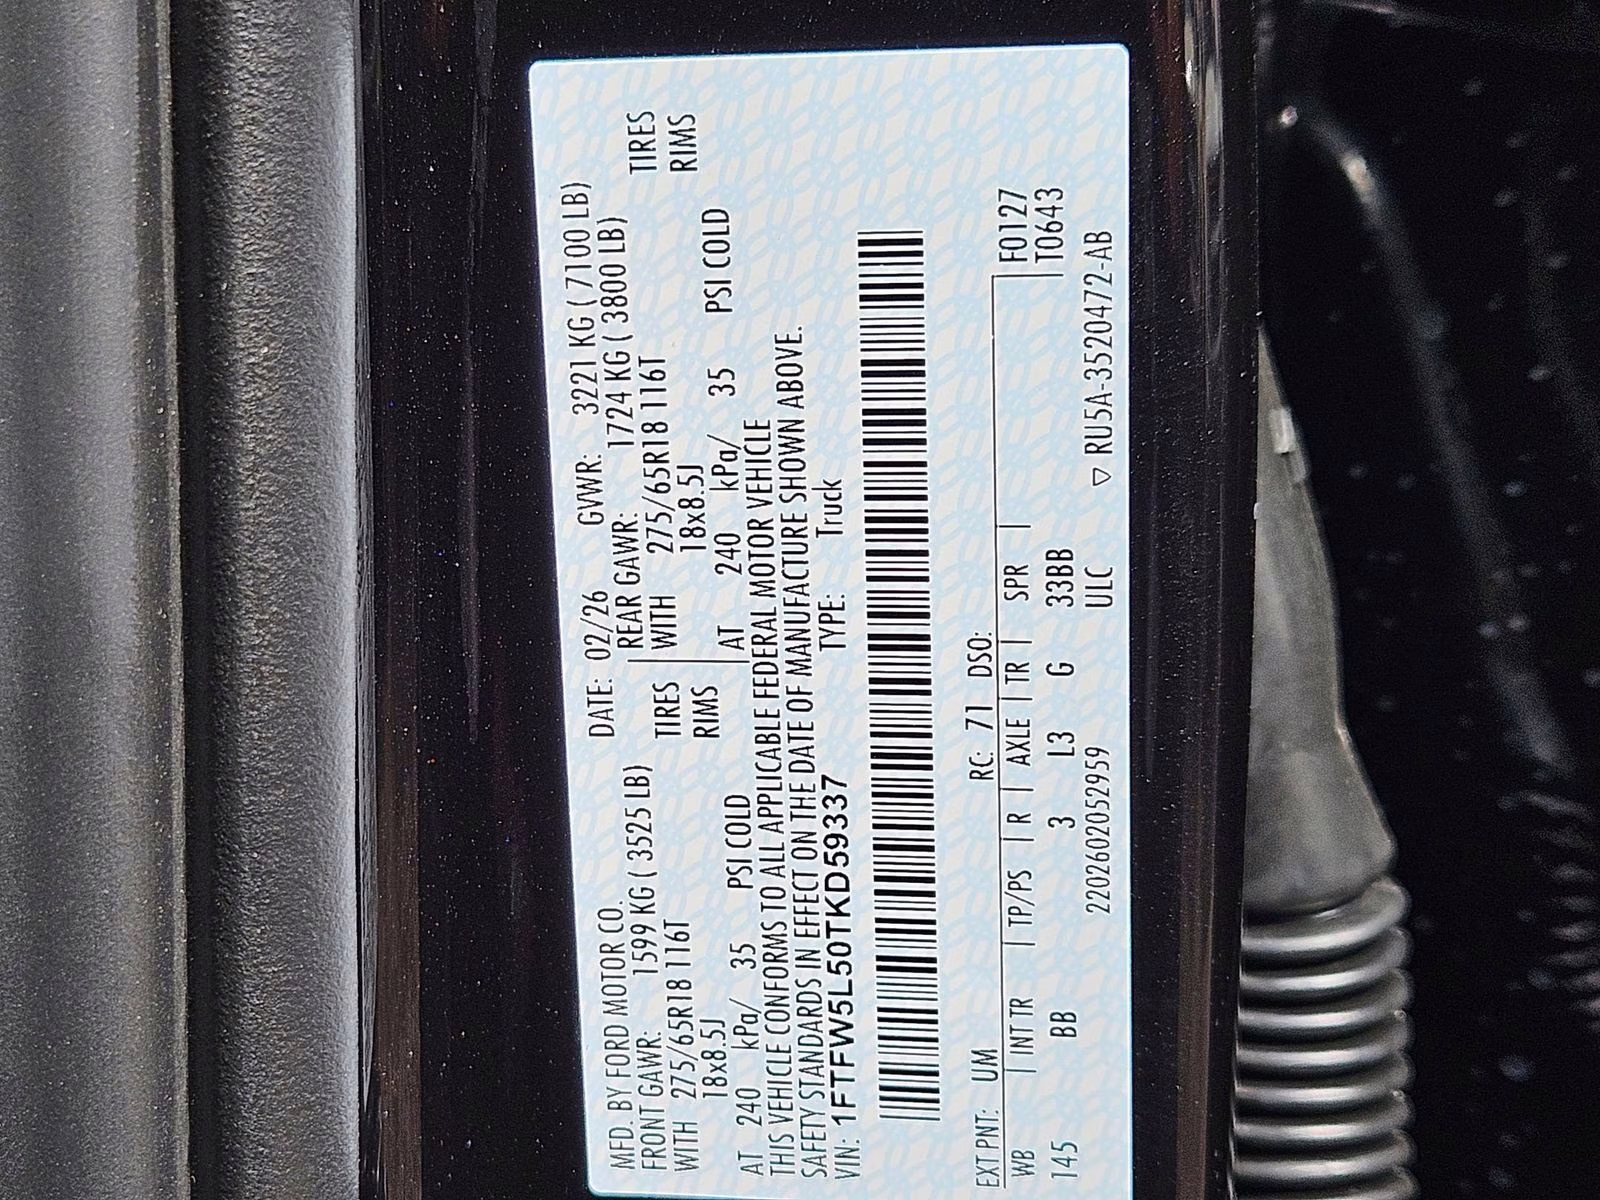 MFD. BY FORD MOTOR CO. DATE: 02/26 GVWR: 3221 KG ( 7100 LB)
FRONT GAWR: 1599 KG ( 3525 LB) REAR GAWR: 1724 KG ( 3800 LB)
WITH 275/65R18 116T TIRES WITH 275/65R18 116T TIRES
18x8.5J RIMS 18x8.5J RIMS
AT 240 kPa/ 35 PSI COLD AT 240 kPa/ 35 PSI COLD
THIS VEHICLE CONFORMS TO ALL APPLICABLE FEDERAL MOTOR VEHICLE
SAFETY STANDARDS IN EFFECT ON THE DATE OF MANUFACTURE SHOWN ABOVE.
VIN: 1FTFW5L50TKD59337 TYPE: Truck
EXT PNT: UM RC: 71 DSO:
WB | INT TR | TP/PS | R | AXLE | TR | SPR | F0127
145 BB 3 L3 G 33BB T0643
22026020529​59 ULC ▽ RU5A-3520472-AB